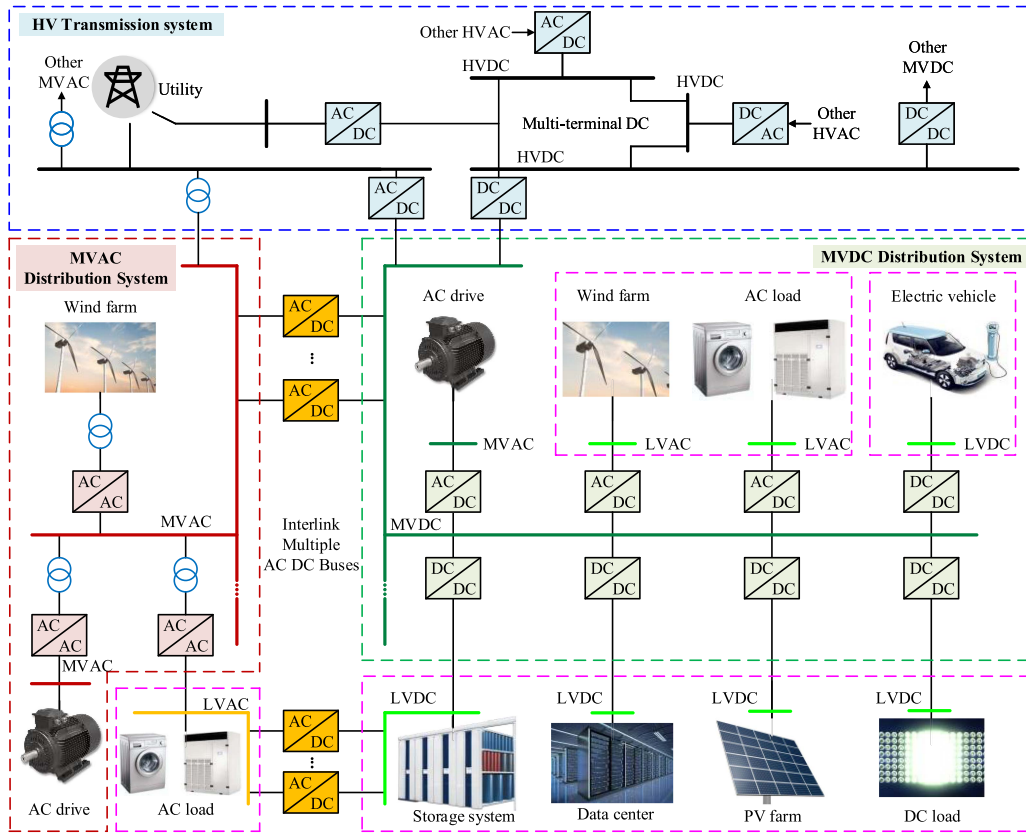 HV Transmission system
Other
MVAC
Utility
AC
DC
Other HVAC
AC
DC
HVDC
HVDC
Multi-terminal DC
DC
AC
Other
HVAC
Other
MVDC
DC
DC
HVDC
AC
DC
DC
DC
MVAC
Distribution System
Wind farm
AC
AC
MVAC
AC
AC
AC
AC
MVAC
AC drive
AC
DC
...
AC
DC
Interlink
Multiple
AC DC Buses
MVDC Distribution System
AC drive
Wind farm
AC load
Electric vehicle
MVAC
LVAC
LVAC
LVDC
AC
DC
AC
DC
AC
DC
DC
DC
MVDC
DC
DC
DC
DC
DC
DC
DC
DC
LVAC
AC load
AC
DC
...
AC
DC
LVDC
LVDC
LVDC
LVDC
Storage system
Data center
PV farm
DC load